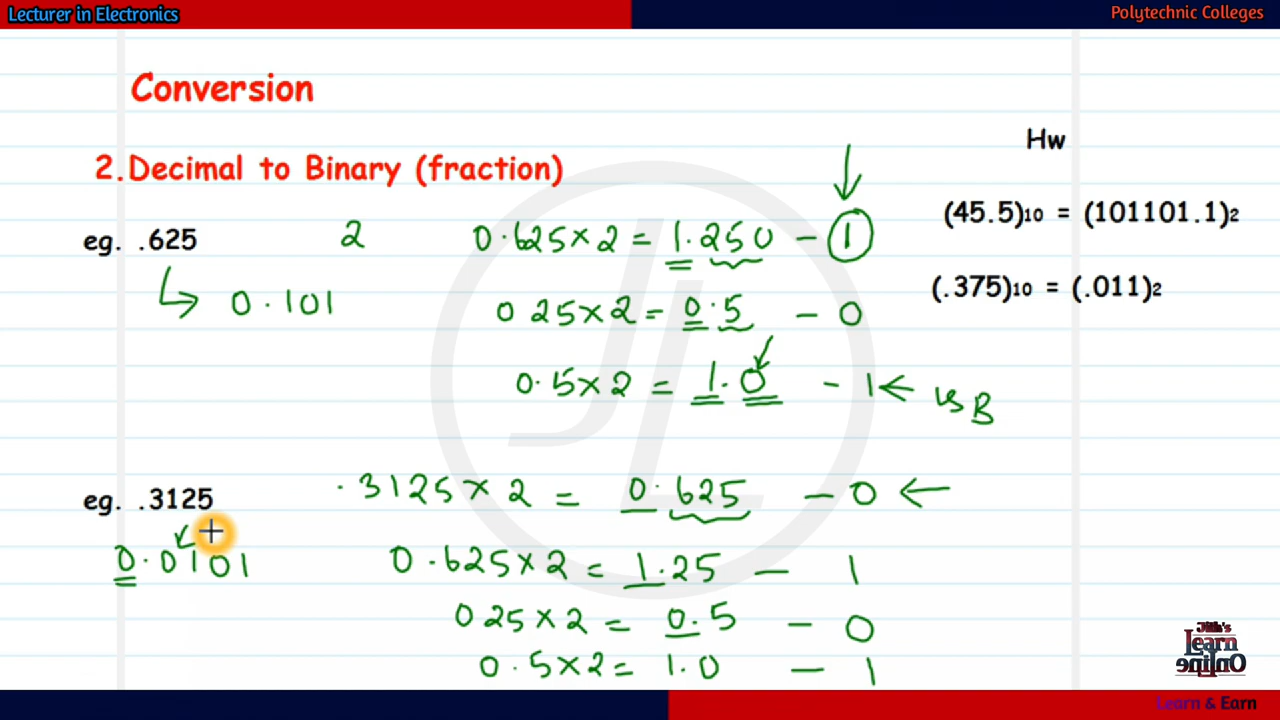 Lecturer in Electronics
Polytechnic Colleges
Conversion
Hw
2.Decimal to Binary (fraction)
(45.5)10 = (101101.1)2
eg. .625
2
0.625×2 = 1.250 - 1
(.375)10 = (.011)2
0.101
0 25×2 = 0.5 - 0
0.5×2 = 1.0 - 1
B
eg. .3125
.3125×2 = 0.625 - 0
0.0101
0.625×2 = 1.25 - 1
0 25×2 = 0.5 - 0
0.5×2 = 1.0 - 1
Learn
Online
Learn & Earn
JL